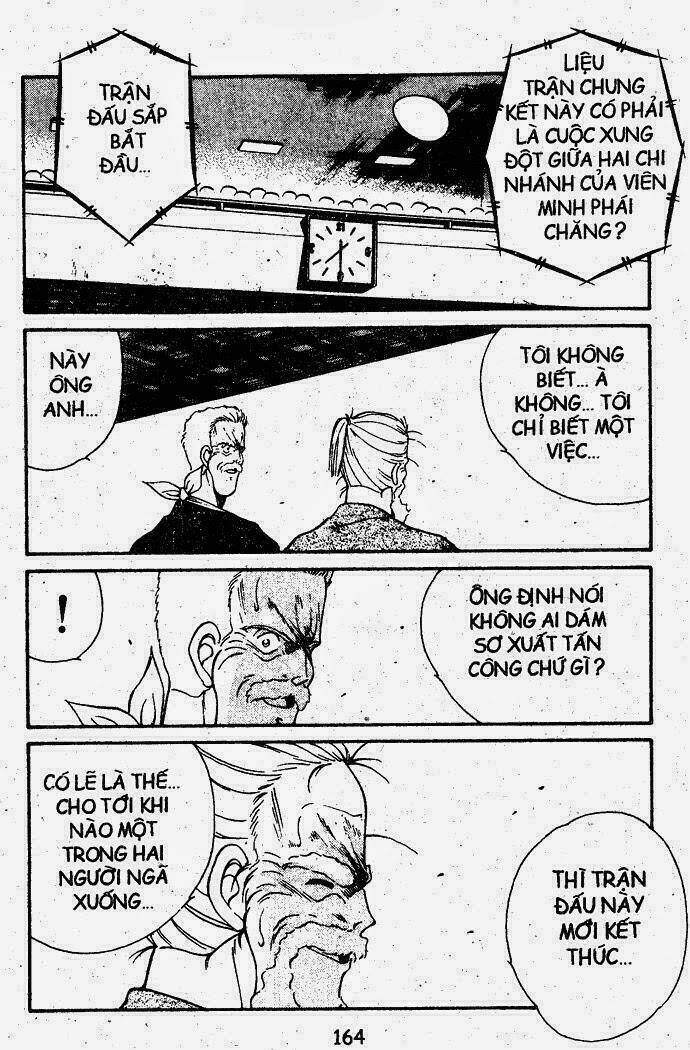 TRẬN
ĐẤU SẮP
BẮT
ĐẦU...
LIỆU
TRẬN CHUNG
KẾT NÀY CÓ PHẢI
LÀ CUỘC XUNG
ĐỘT GIỮA HAI CHI
NHÁNH CỦA VIÊN
MINH PHÁI
CHĂNG?
NÀY
ÔNG
ANH...
TÔI KHÔNG
BIẾT... À
KHÔNG... TÔI
CHỈ BIẾT MỘT
VIỆC...
!
ÔNG ĐỊNH NÓI
KHÔNG AI DÁM
SƠ XUẤT TẤN
CÔNG CHỨ GÌ?
CÓ LẼ LÀ THẾ...
CHO TỚI KHI
NÀO MỘT
TRONG HAI
NGƯỜI NGÃ
XUỐNG...
THÌ TRẬN
ĐẤU NÀY
MỚI KẾT
THÚC...
164